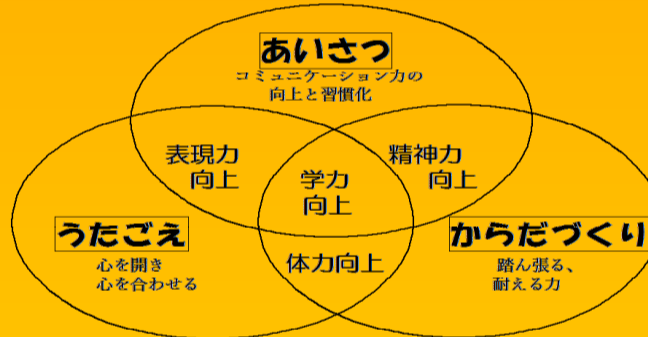 あいさつ
コミュニケーション力の
向上と習慣化
表現力
向上
学力
向上
精神力
向上
うたごえ
心を開き
心を合わせる
体力向上
からだづくり
踏ん張る、
耐える力